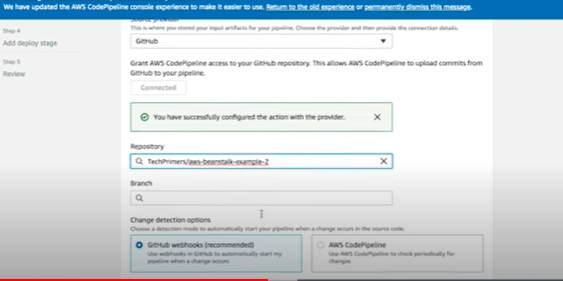 We have updated the AWS CodePipeline console experience to make it easier to use. Return to the old experience or permanently dismiss this message.
Step 4
Add deploy stage
Step 5
Review
Source provider
This is where you stored your input artifacts for your pipeline. Choose the provider and then provide the connection details.
GitHub
Grant AWS CodePipeline access to your GitHub repository. This allows AWS CodePipeline to upload commits from
GitHub to your pipeline.
Connected
You have successfully configured the action with the provider.
Repository
TechPrimers/aws-beanstalk-example-2
Branch
Change detection options
Choose a detection mode to automatically start your pipeline when a change occurs in the source code.
GitHub webhooks (recommended)
Use webhooks in GitHub to automatically start my
pipeline when a change occurs
AWS CodePipeline
Use AWS CodePipeline to check periodically for
changes